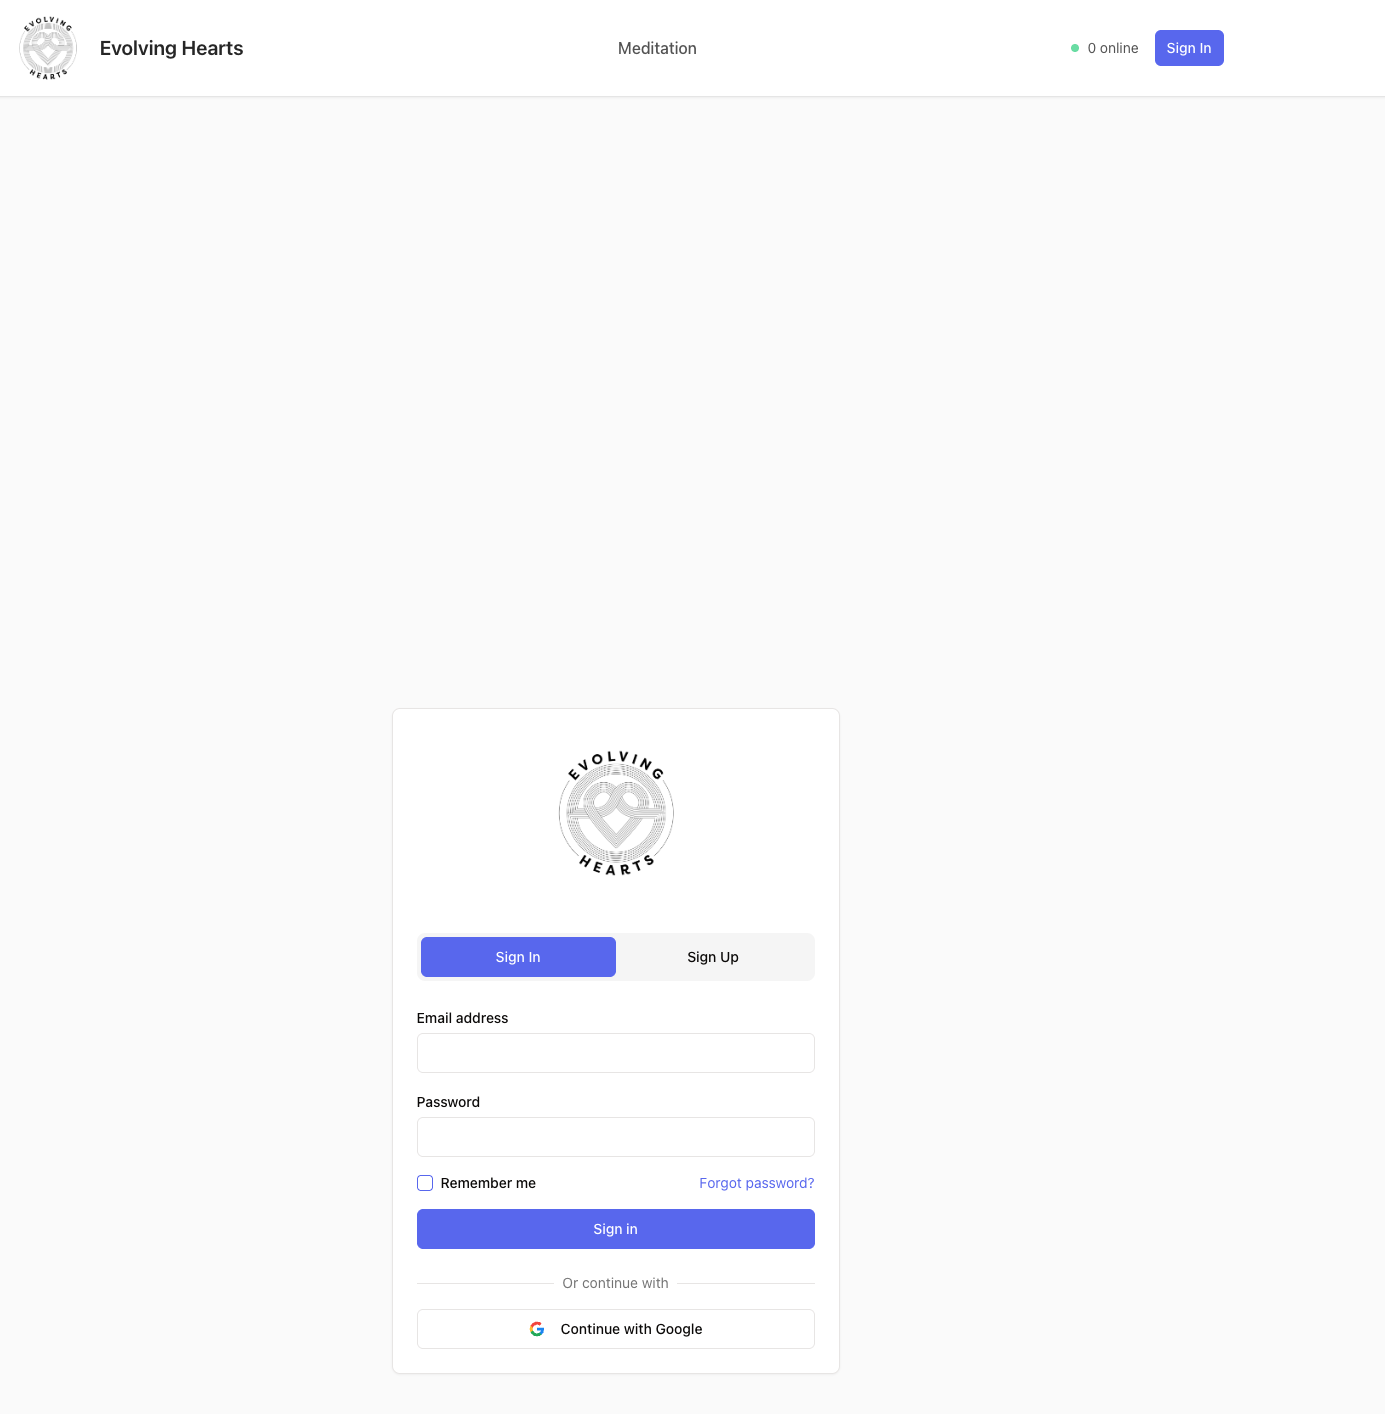 EVOLVING
HEARTS
Evolving Hearts
Meditation
0 online
Sign In
EVOLVING
HEARTS
Sign In
Sign Up
Email address
Password
Remember me
Forgot password?
Sign in
Or continue with
Continue with Google